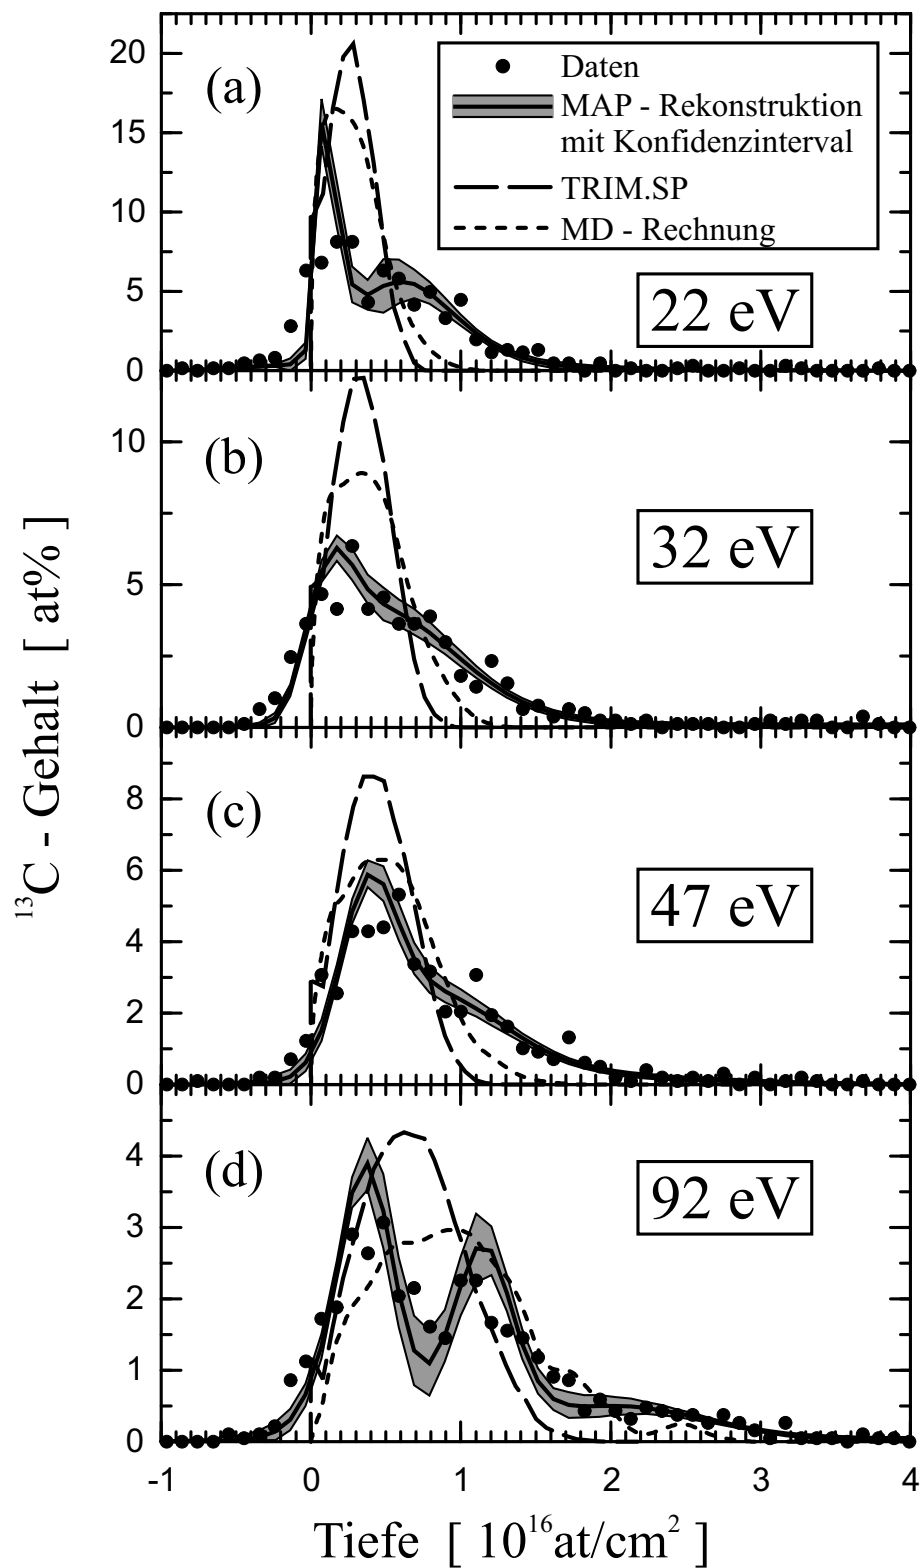 (a)
Daten
MAP - Rekonstruktion
mit Konfidenzinterval
TRIM.SP
MD - Rechnung
22 eV
20
15
10
5
0
(b)
32 eV
10
5
0
(c)
47 eV
8
6
4
2
0
(d)
92 eV
4
3
2
1
0
-1 0 1 2 3 4
¹³C - Gehalt [ at% ]
Tiefe [ 10¹⁶at/cm² ]